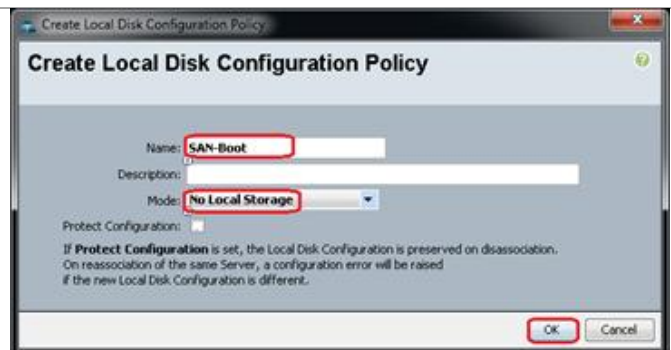 Create Local Disk Configuration Policy
Create Local Disk Configuration Policy
Name: SAN-Boot
Description:
Mode: No Local Storage
Protect Configuration:
If Protect Configuration is set, the Local Disk Configuration is preserved on disassociation.
On reassociation of the same Server, a configuration error will be raised
if the new Local Disk Configuration is different.
OK Cancel